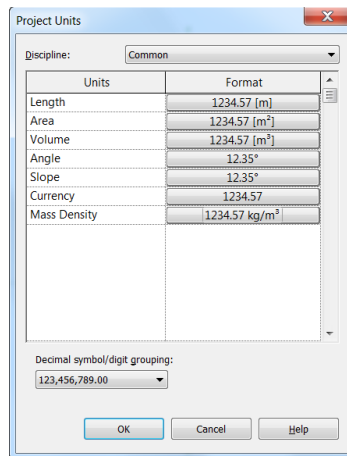 Project Units
Discipline: Common
Units Format
Length 1234.57 [m]
Area 1234.57 [m²]
Volume 1234.57 [m³]
Angle 12.35°
Slope 12.35°
Currency 1234.57
Mass Density 1234.57 kg/m³
Decimal symbol/digit grouping:
123,456,789.00
OK Cancel Help